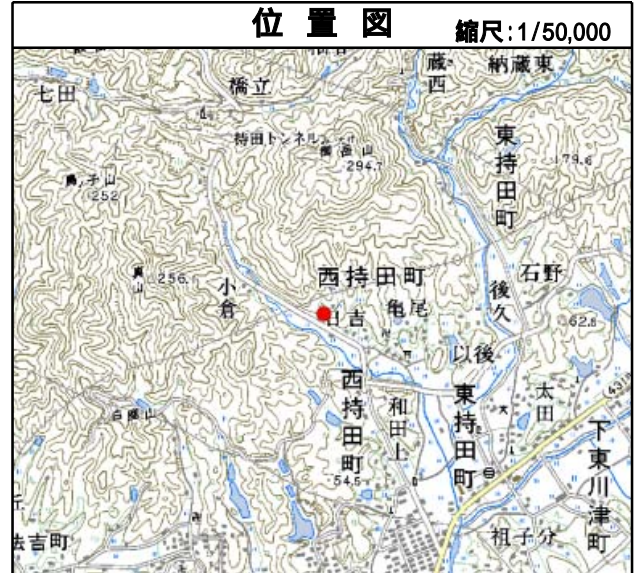 位置図
縮尺:1/50,000
蔵西
納蔵東
七田
橋立
持田トンネル
東持田町
294.7
179.6
252
256
小倉
西持田町
石野
亀尾
後久
日吉
62.8
以後
西持田町
和田上
東持田町
太田
431
下東川津町
白鹿山
54.5
祖子分
法吉町